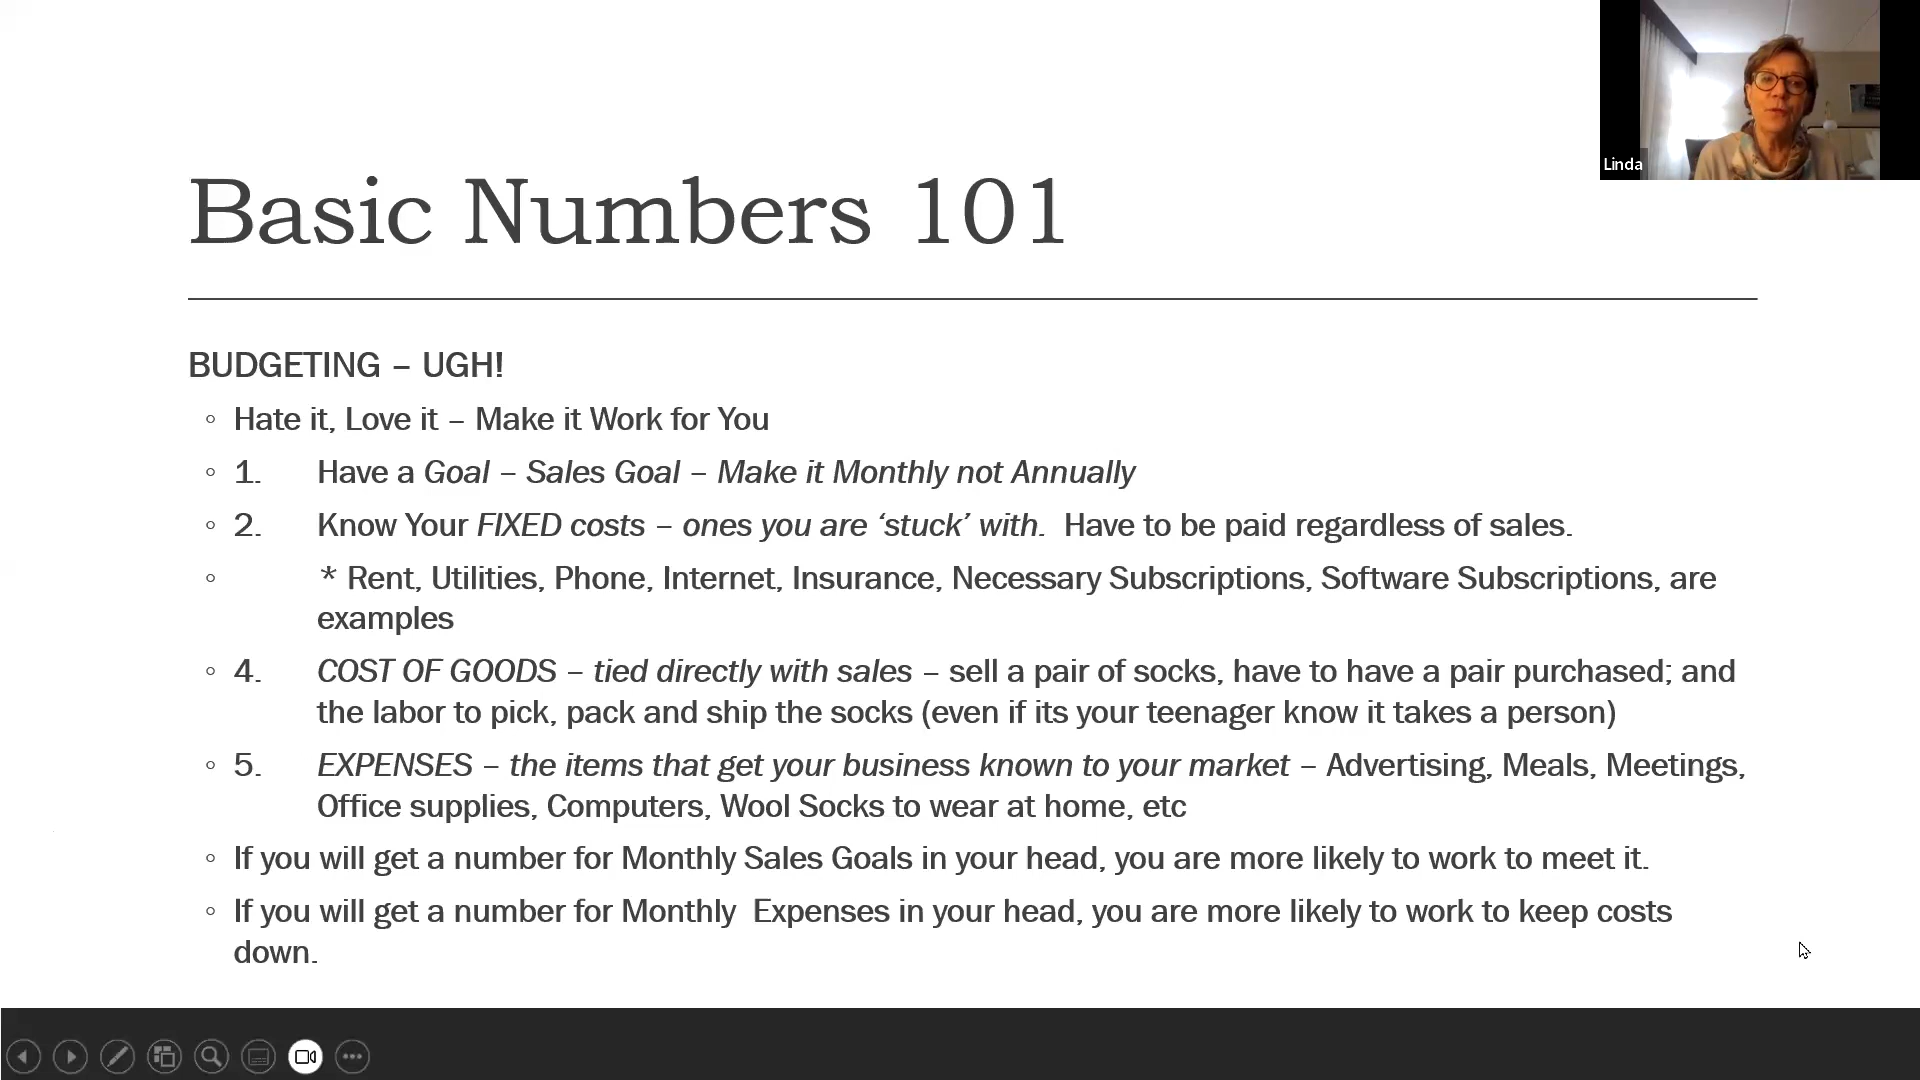 Linda
Basic Numbers 101
BUDGETING – UGH!
◦ Hate it, Love it – Make it Work for You
◦ 1. Have a Goal – Sales Goal – Make it Monthly not Annually
◦ 2. Know Your FIXED costs – ones you are ‘stuck’ with.  Have to be paid regardless of sales.
◦ * Rent, Utilities, Phone, Internet, Insurance, Necessary Subscriptions, Software Subscriptions, are
examples
◦ 4. COST OF GOODS – tied directly with sales – sell a pair of socks, have to have a pair purchased; and
the labor to pick, pack and ship the socks (even if its your teenager know it takes a person)
◦ 5. EXPENSES – the items that get your business known to your market – Advertising, Meals, Meetings,
Office supplies, Computers, Wool Socks to wear at home, etc
◦ If you will get a number for Monthly Sales Goals in your head, you are more likely to work to meet it.
◦ If you will get a number for Monthly  Expenses in your head, you are more likely to work to keep costs
down.